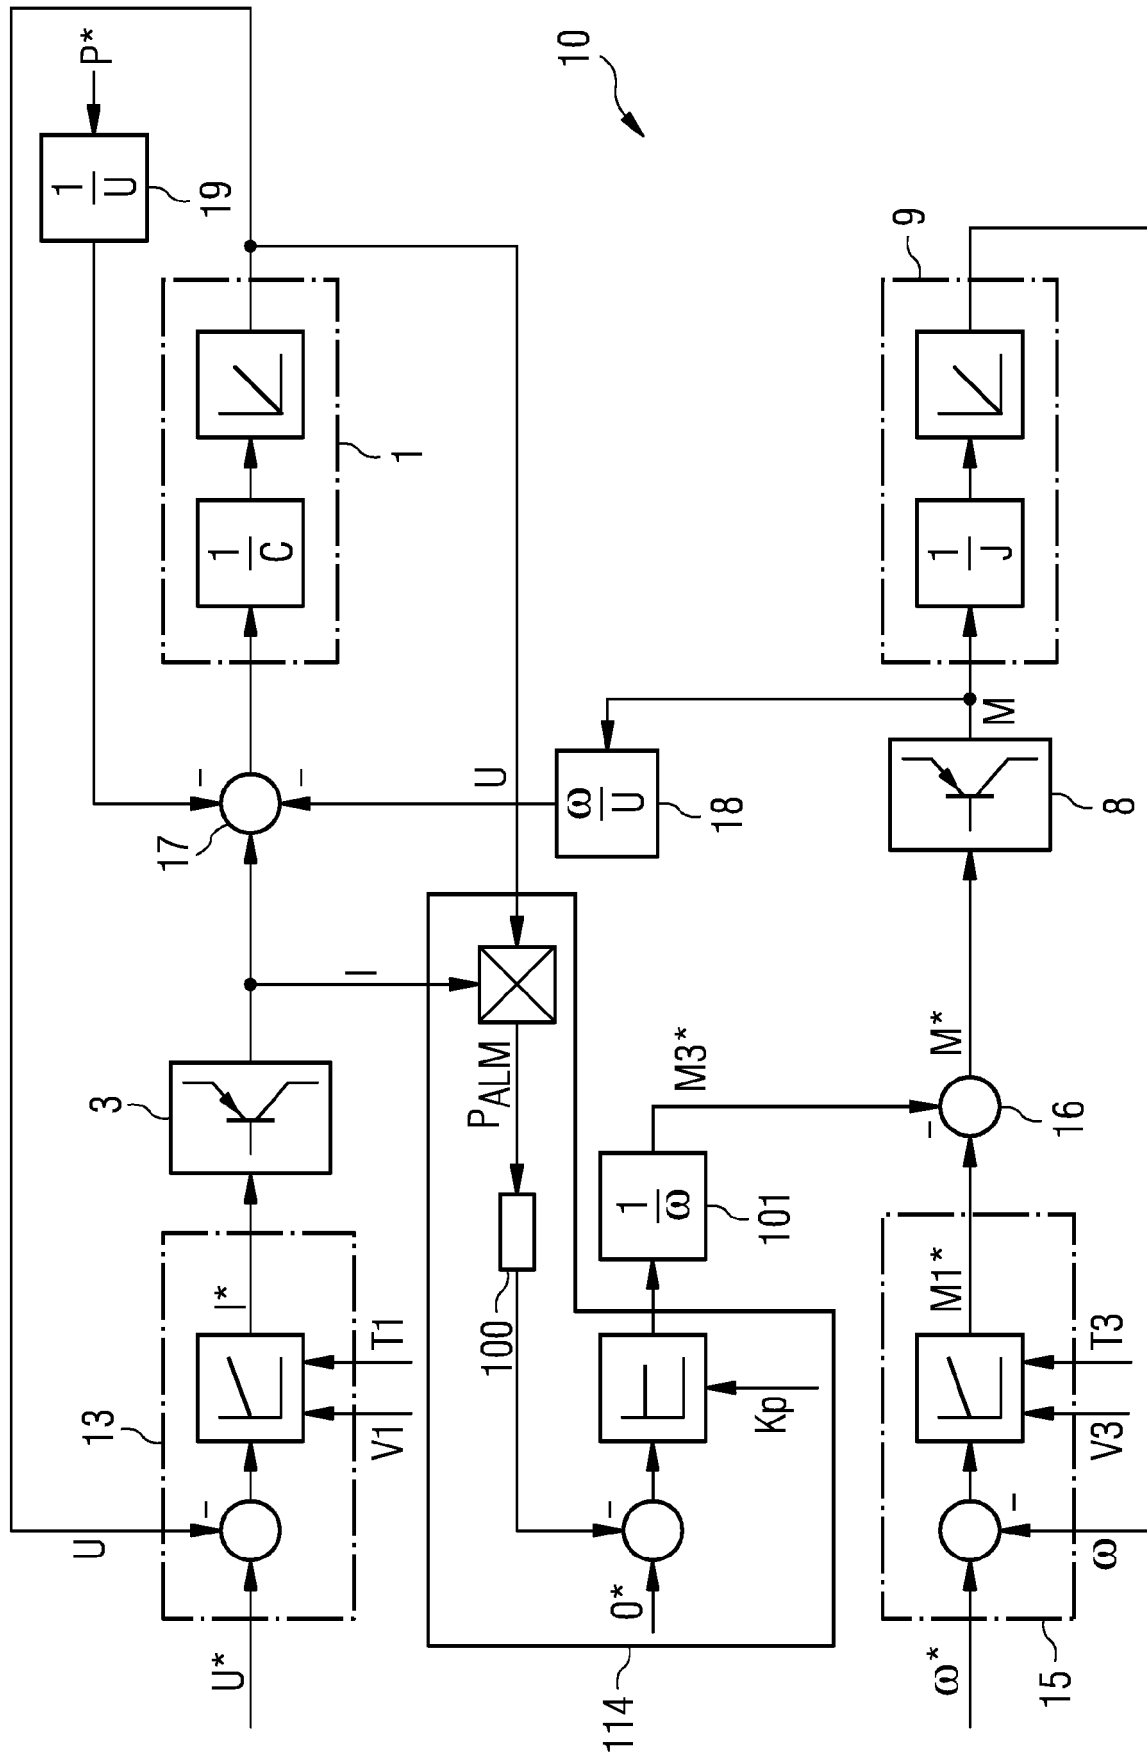 10
P*
1
U
19
U
U*
13
V1
T1
I*
3
I
17
–
–
–
1
C
1
U
ω
U
18
P_ALM
100
0*
–
Kp
1
ω
101
M3*
114
ω*
15
ω
–
V3
T3
M1*
–
16
M*
8
M
1
J
9